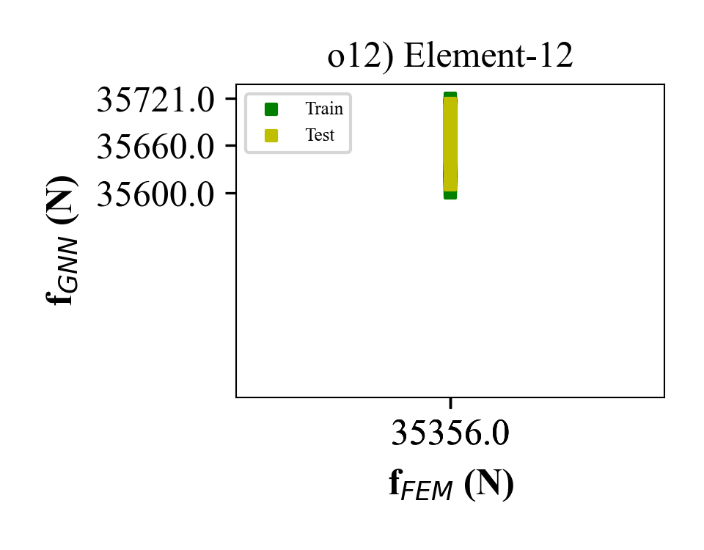 o12) Element-12
35721.0
35660.0
35600.0
Train
Test
f_GNN (N)
35356.0
f_FEM (N)